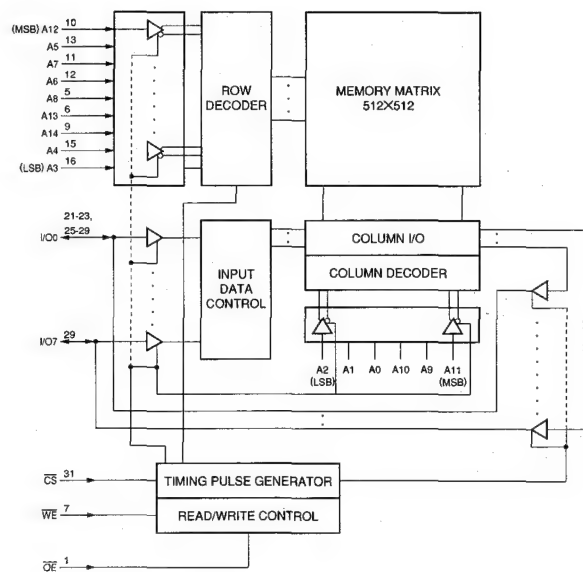 (MSB) A12 10
A5 13
A7 11
A6 12
A8 5
A13 6
A14 9
A4 15
(LSB) A3 16
ROW
DECODER
MEMORY MATRIX
512X512
21-23,
I/O0 25-29
I/O7 29
INPUT
DATA
CONTROL
COLUMN I/O
COLUMN DECODER
A2 A1 A0 A10 A9 A11
(LSB) (MSB)
CS 31
WE 7
OE 1
TIMING PULSE GENERATOR
READ/WRITE CONTROL